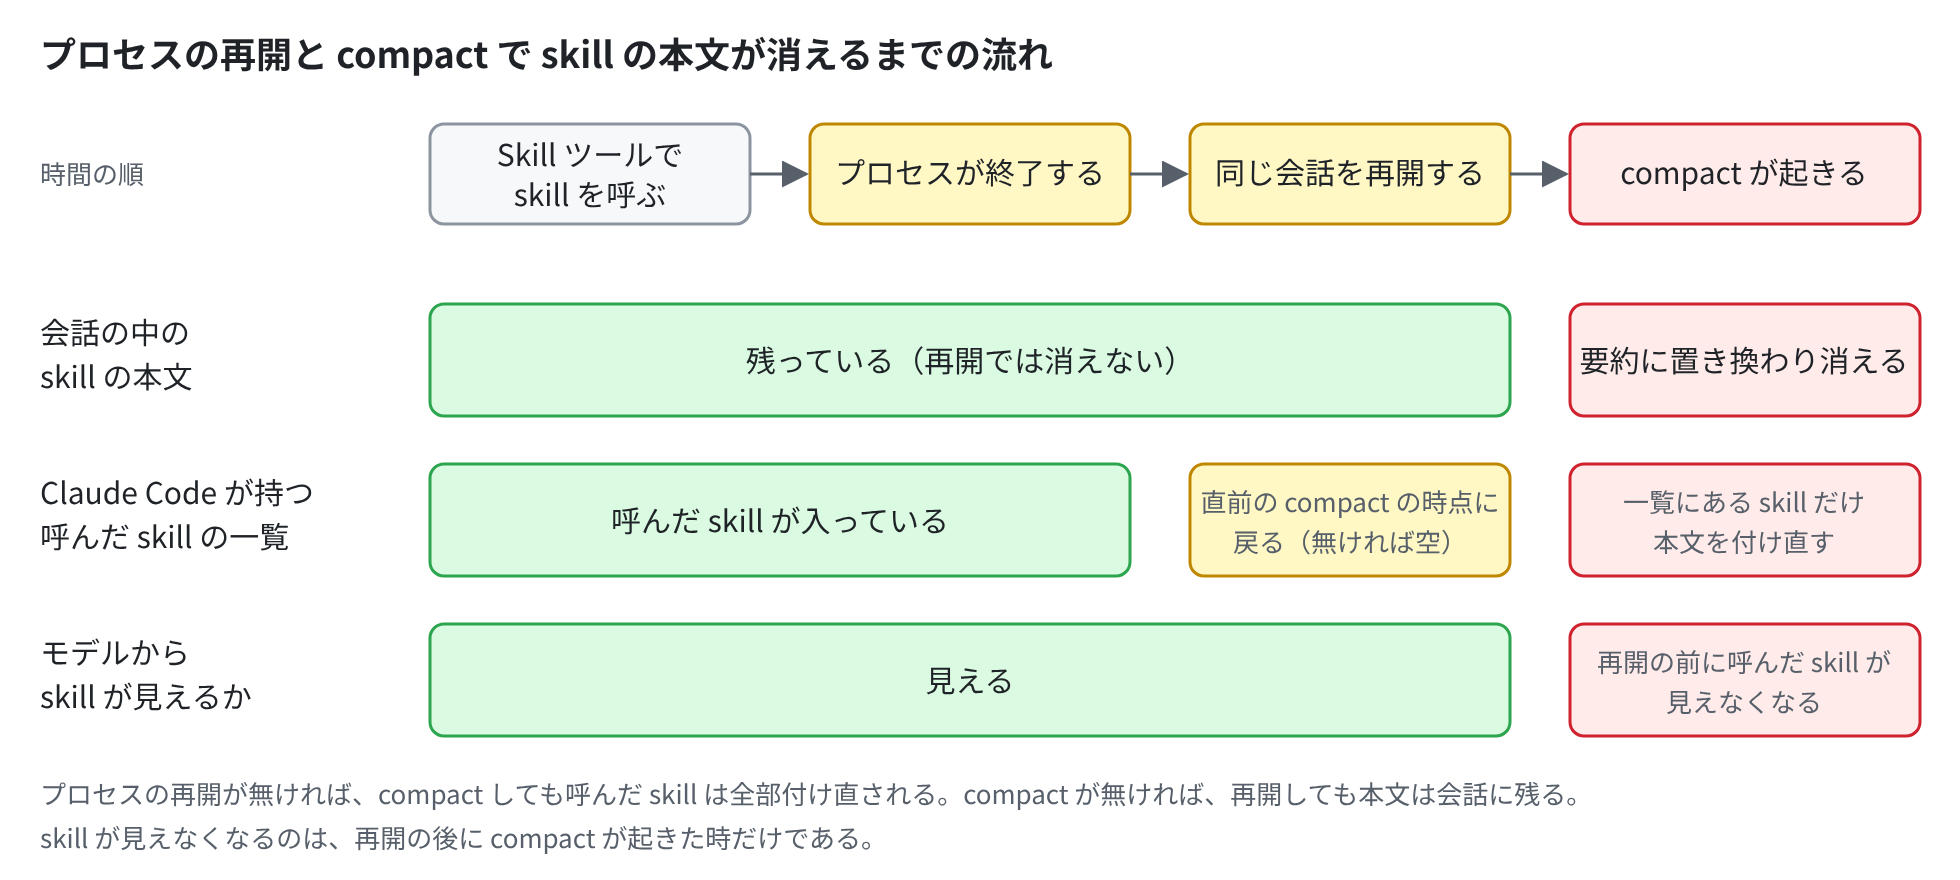 プロセスの再開と compact で skill の本文が消えるまでの流れ
時間の順
Skill ツールで
skill を呼ぶ
プロセスが終了する
同じ会話を再開する
compact が起きる
会話の中の
skill の本文
残っている（再開では消えない）
要約に置き換わり消える
Claude Code が持つ
呼んだ skill の一覧
呼んだ skill が入っている
直前の compact の時点に
戻る（無ければ空）
一覧にある skill だけ
本文を付け直す
モデルから
skill が見えるか
見える
再開の前に呼んだ skill が
見えなくなる
プロセスの再開が無ければ、compact しても呼んだ skill は全部付け直される。compact が無ければ、再開しても本文は会話に残る。
skill が見えなくなるのは、再開の後に compact が起きた時だけである。